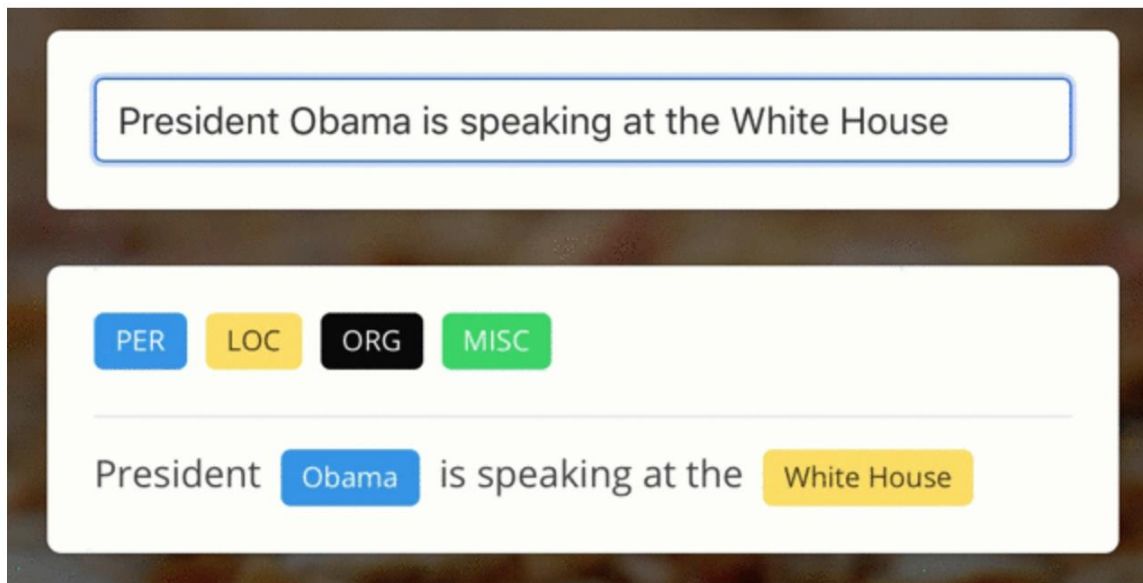 President Obama is speaking at the White House
PER LOC ORG MISC
President Obama is speaking at the White House